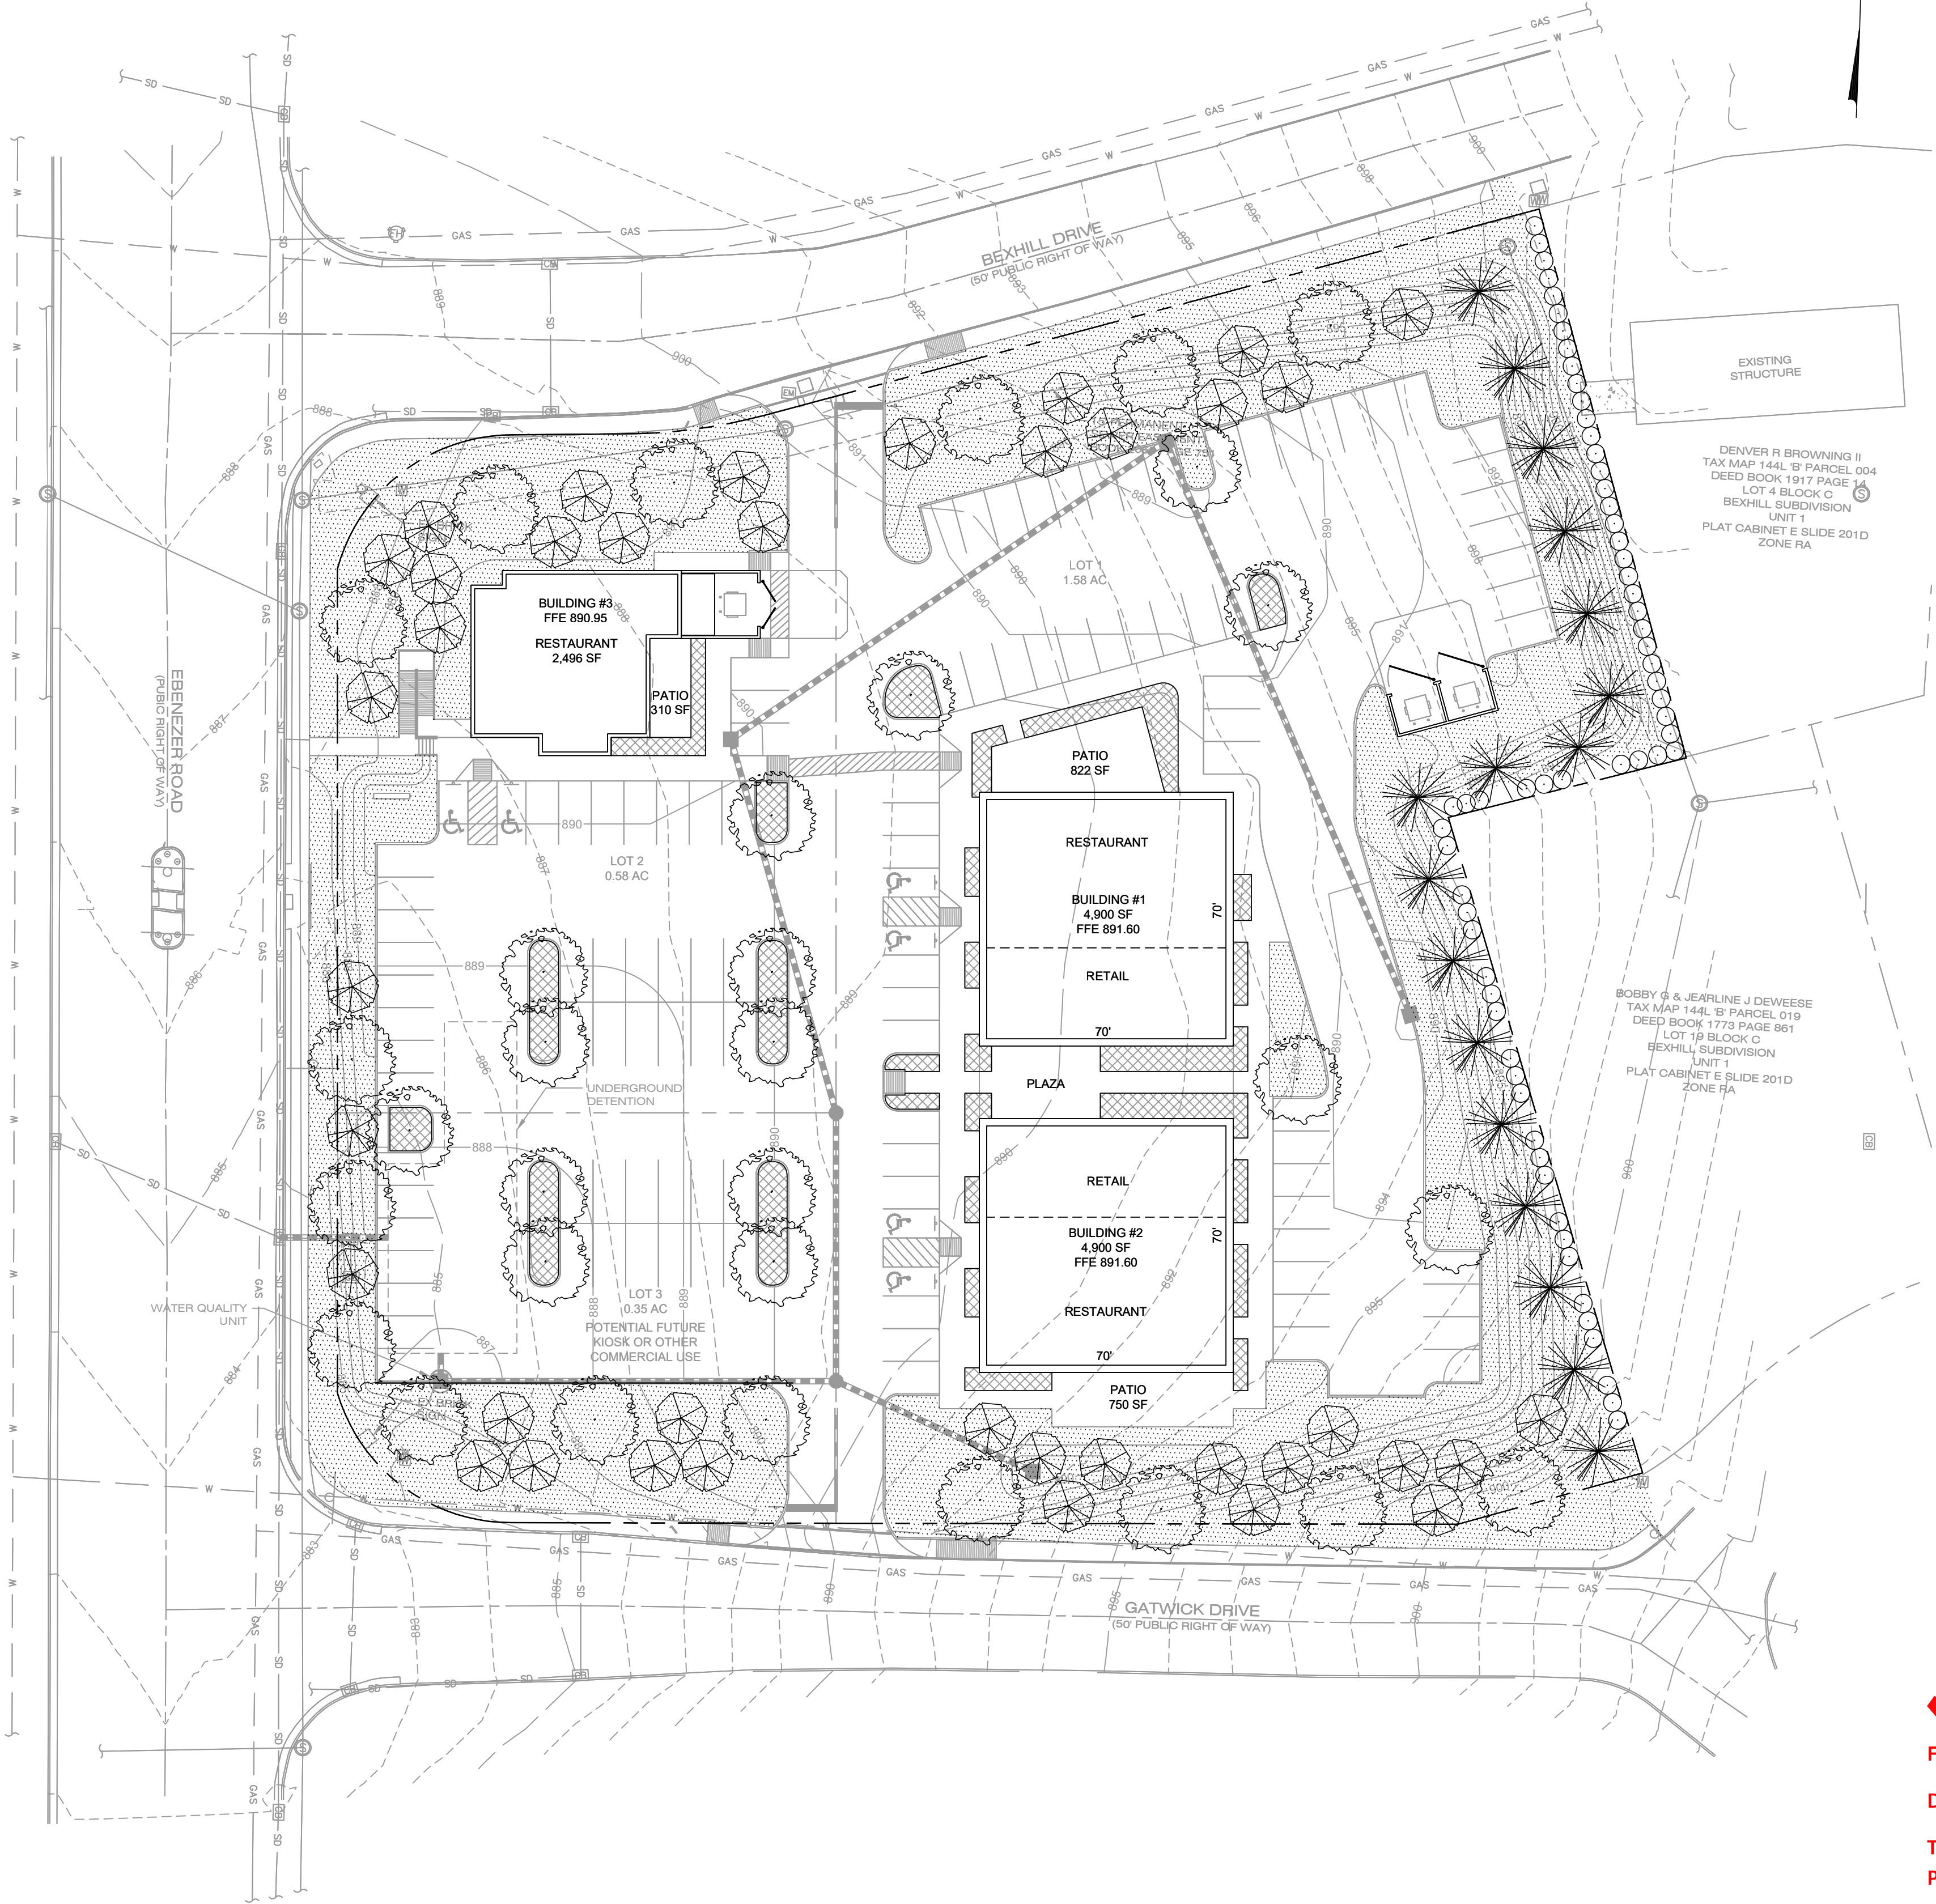 BEXHILL DRIVE
(50' PUBLIC RIGHT OF WAY)
EXISTING
STRUCTURE
DENVER R BROWNING II
TAX MAP 144L 'B' PARCEL 004
DEED BOOK 1917 PAGE 14
LOT 4 BLOCK C
BEXHILL SUBDIVISION
UNIT 1
PLAT CABINET E SLIDE 201D
ZONE RA
LOT 1
1.58 AC
BUILDING #3
FFE 890.95
RESTAURANT
2,496 SF
PATIO
310 SF
EBENEZER ROAD
(PUBIC RIGHT OF WAY)
PATIO
822 SF
RESTAURANT
BUILDING #1
4,900 SF
FFE 891.60
70'
RETAIL
70'
LOT 2
0.58 AC
UNDERGROUND
DETENTION
PLAZA
BOBBY G & JEARLINE J DEWEESE
TAX MAP 144L 'B' PARCEL 019
DEED BOOK 1773 PAGE 861
LOT 19 BLOCK C
BEXHILL SUBDIVISION
UNIT 1
PLAT CABINET E SLIDE 201D
ZONE RA
RETAIL
BUILDING #2
4,900 SF
FFE 891.60
70'
RESTAURANT
70'
PATIO
750 SF
LOT 3
0.35 AC
POTENTIAL FUTURE
KIOSK OR OTHER
COMMERCIAL USE
WATER QUALITY
UNIT
EX BRICK
SIGN
GATWICK DRIVE
(50' PUBLIC RIGHT OF WAY)